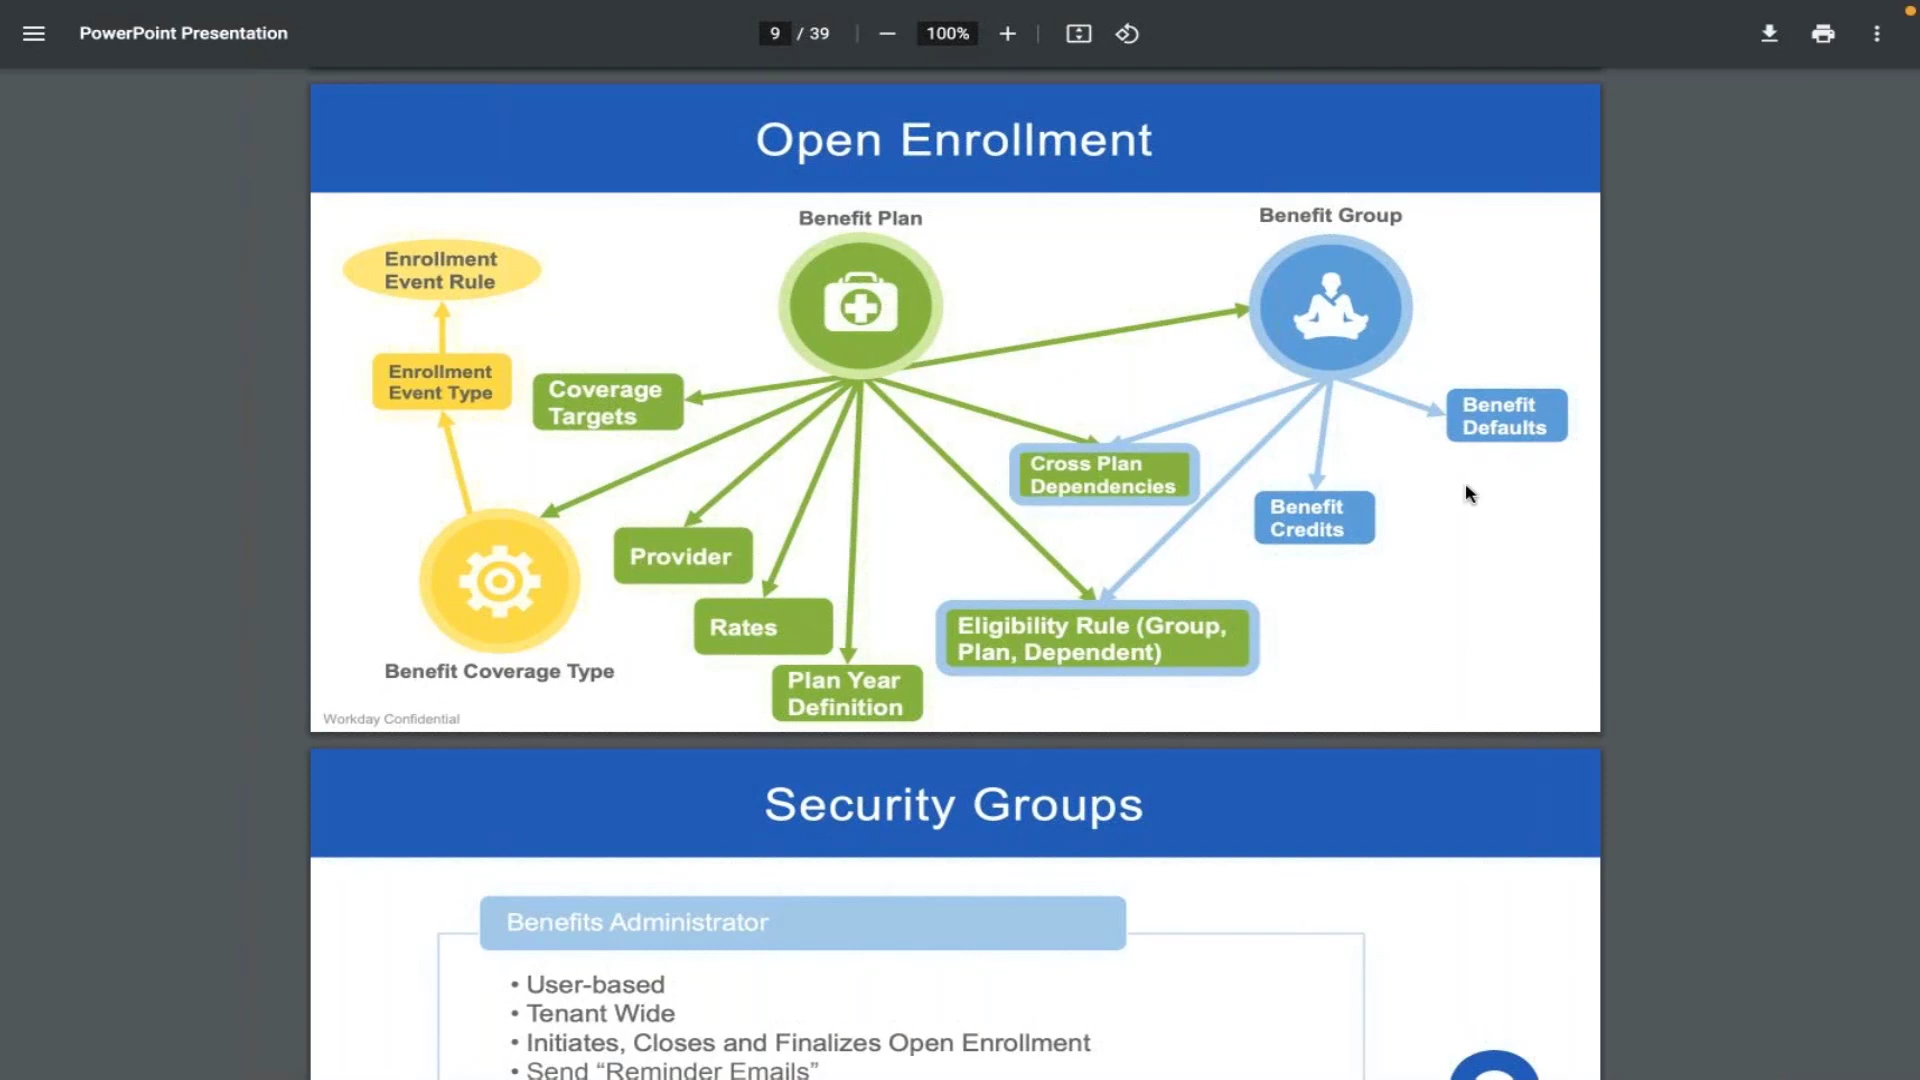 PowerPoint Presentation
9 / 39
100%
Open Enrollment
Benefit Plan
Benefit Group
Enrollment
Event Rule
Enrollment
Event Type
Coverage
Targets
Benefit
Defaults
Cross Plan
Dependencies
Benefit
Credits
Provider
Rates
Eligibility Rule (Group,
Plan, Dependent)
Benefit Coverage Type
Plan Year
Definition
Workday Confidential
Security Groups
Benefits Administrator
• User-based
• Tenant Wide
• Initiates, Closes and Finalizes Open Enrollment
• Send “Reminder Emails”